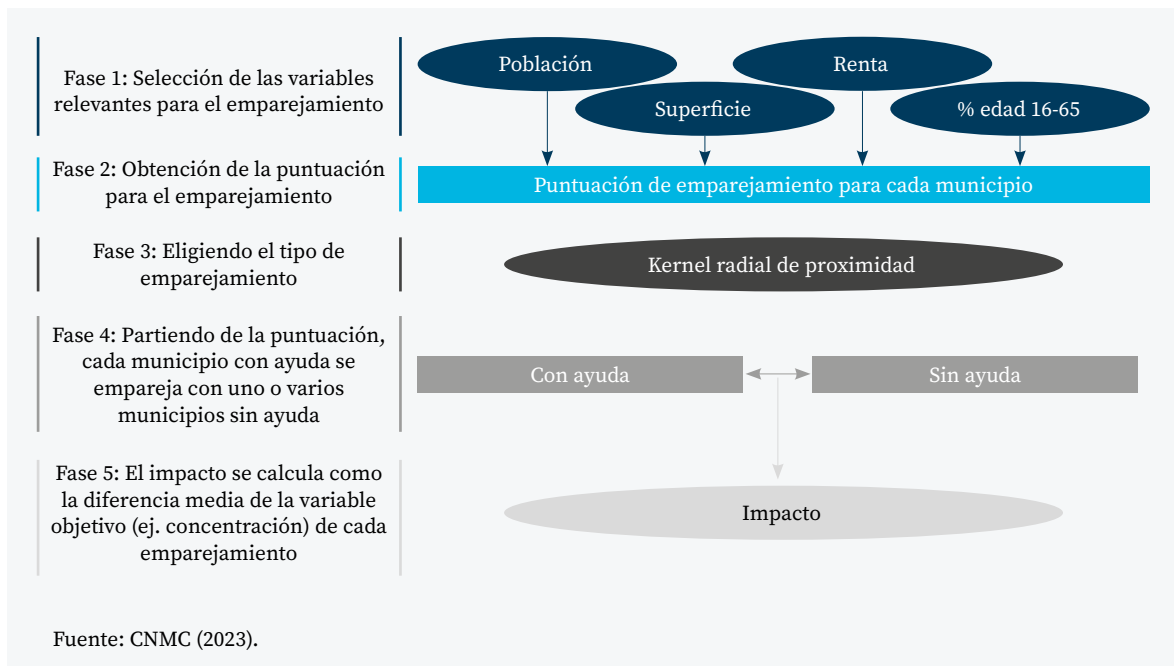 Fase 1: Selección de las variables
relevantes para el emparejamiento
Población
Renta
Superficie
% edad 16-65
Fase 2: Obtención de la puntuación
para el emparejamiento
Puntuación de emparejamiento para cada municipio
Fase 3: Eligiendo el tipo de
emparejamiento
Kernel radial de proximidad
Fase 4: Partiendo de la puntuación,
cada municipio con ayuda se
empareja con uno o varios
municipios sin ayuda
Con ayuda
Sin ayuda
Fase 5: El impacto se calcula como
la diferencia media de la variable
objetivo (ej. concentración) de cada
emparejamiento
Impacto
Fuente: CNMC (2023).